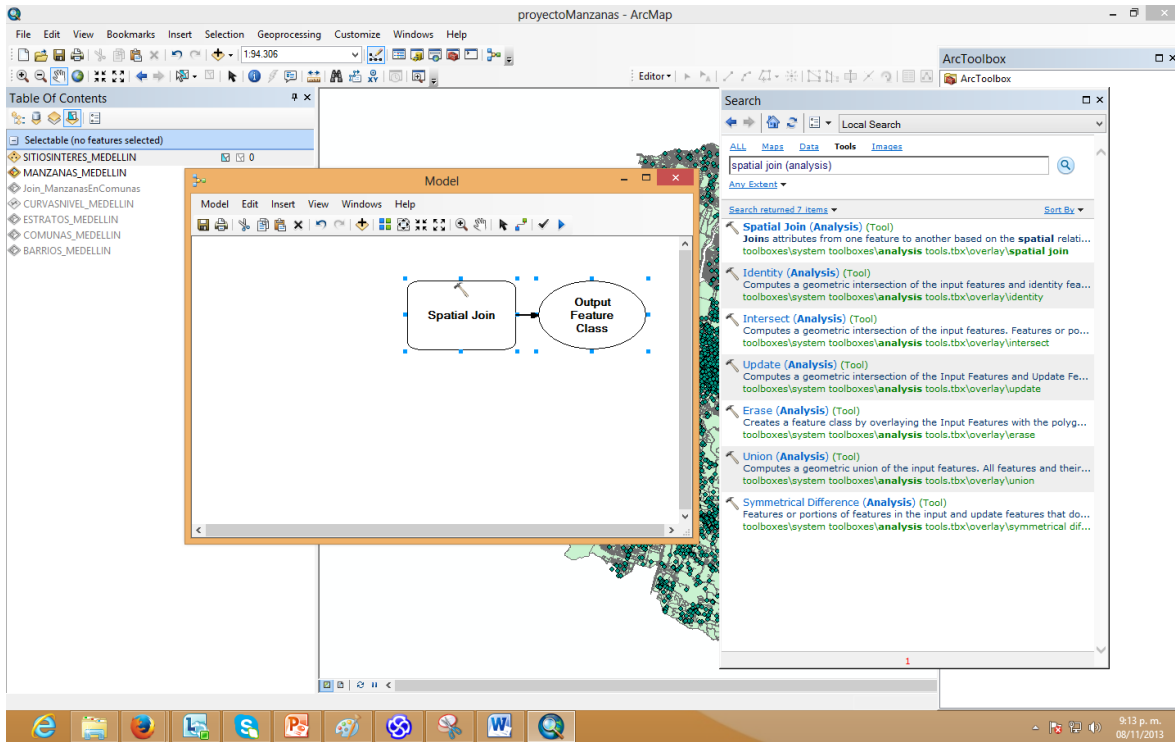 proyectoManzanas - ArcMap
File Edit View Bookmarks Insert Selection Geoprocessing Customize Windows Help
1:94.306
Editor
ArcToolbox
ArcToolbox
Table Of Contents
Selectable (no features selected)
SITIOSINTERES_MEDELLIN 0
MANZANAS_MEDELLIN
Join_ManzanasEnComunas
CURVASNIVEL_MEDELLIN
ESTRATOS_MEDELLIN
COMUNAS_MEDELLIN
BARRIOS_MEDELLIN
Model
Model Edit Insert View Windows Help
Spatial Join
Output
Feature
Class
Search
Local Search
ALL Maps Data Tools Images
spatial join (analysis)
Any Extent
Search returned 7 items Sort By
Spatial Join (Analysis) (Tool)
Joins attributes from one feature to another based on the spatial relati...
toolboxes\system toolboxes\analysis tools.tbx\overlay\spatial join
Identity (Analysis) (Tool)
Computes a geometric intersection of the input features and identity fea...
toolboxes\system toolboxes\analysis tools.tbx\overlay\identity
Intersect (Analysis) (Tool)
Computes a geometric intersection of the input features. Features or po...
toolboxes\system toolboxes\analysis tools.tbx\overlay\intersect
Update (Analysis) (Tool)
Computes a geometric intersection of the Input Features and Update Fe...
toolboxes\system toolboxes\analysis tools.tbx\overlay\update
Erase (Analysis) (Tool)
Creates a feature class by overlaying the Input Features with the polyg...
toolboxes\system toolboxes\analysis tools.tbx\overlay\erase
Union (Analysis) (Tool)
Computes a geometric union of the input features. All features and their...
toolboxes\system toolboxes\analysis tools.tbx\overlay\union
Symmetrical Difference (Analysis) (Tool)
Features or portions of features in the input and update features that do...
toolboxes\system toolboxes\analysis tools.tbx\overlay\symmetrical dif...
1
9:13 p. m.
08/11/2013